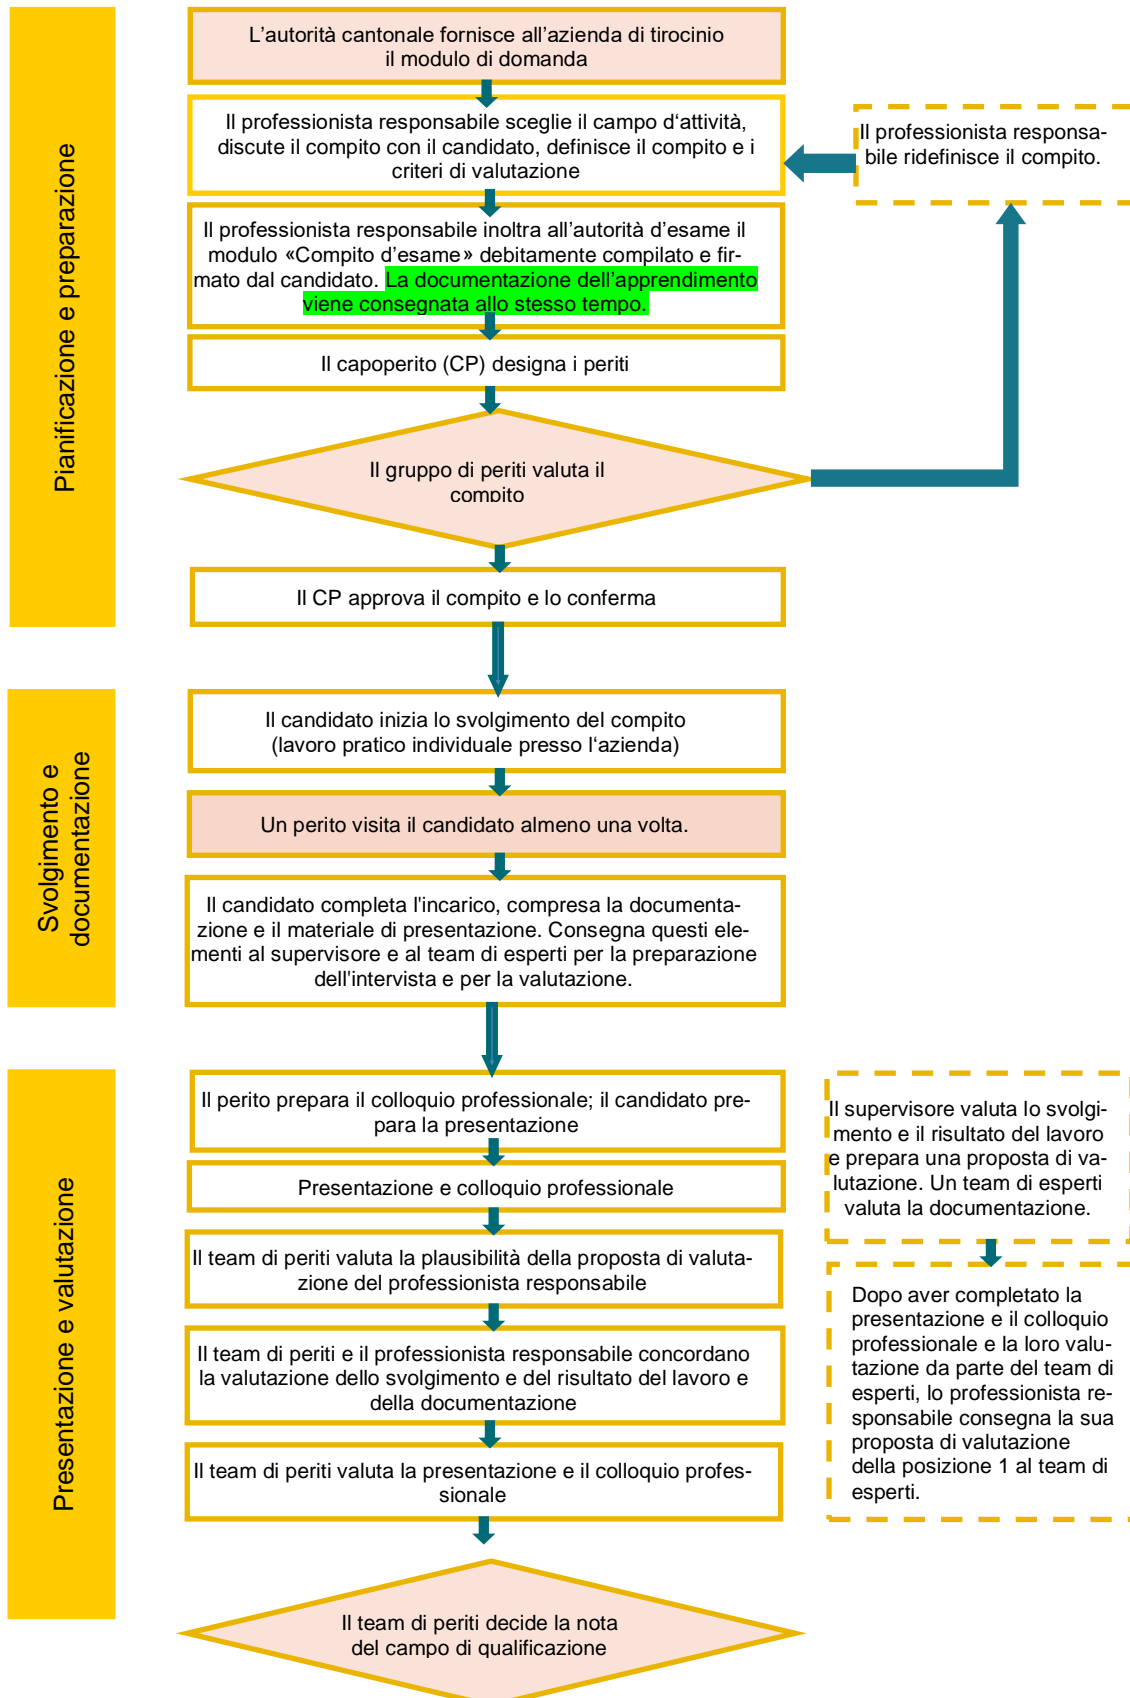 Pianificazione e preparazione
L'autorità cantonale fornisce all'azienda di tirocinio
il modulo di domanda
Il professionista responsabile sceglie il campo d'attività,
discute il compito con il candidato, definisce il compito e i
criteri di valutazione
Il professionista responsa-
bile ridefinisce il compito.
Il professionista responsabile inoltra all'autorità d'esame il
modulo «Compito d'esame» debitamente compilato e fir-
mato dal candidato. La documentazione dell'apprendimento
viene consegnata allo stesso tempo.
Il capoperito (CP) designa i periti
Il gruppo di periti valuta il
compito
Il CP approva il compito e lo conferma
Svolgimento e
documentazione
Il candidato inizia lo svolgimento del compito
(lavoro pratico individuale presso l'azienda)
Un perito visita il candidato almeno una volta.
Il candidato completa l'incarico, compresa la documenta-
zione e il materiale di presentazione. Consegna questi ele-
menti al supervisore e al team di esperti per la preparazione
dell'intervista e per la valutazione.
Presentazione e valutazione
Il perito prepara il colloquio professionale; il candidato pre-
para la presentazione
Presentazione e colloquio professionale
Il team di periti valuta la plausibilità della proposta di valuta-
zione del professionista responsabile
Il team di periti e il professionista responsabile concordano
la valutazione dello svolgimento e del risultato del lavoro e
della documentazione
Il team di periti valuta la presentazione e il colloquio profes-
sionale
Il team di periti decide la nota
del campo di qualificazione
Il supervisore valuta lo svolgi-
mento e il risultato del lavoro
e prepara una proposta di va-
lutazione. Un team di esperti
valuta la documentazione.
Dopo aver completato la
presentazione e il colloquio
professionale e la loro valu-
tazione da parte del team di
esperti, lo professionista re-
sponsabile consegna la sua
proposta di valutazione
della posizione 1 al team di
esperti.